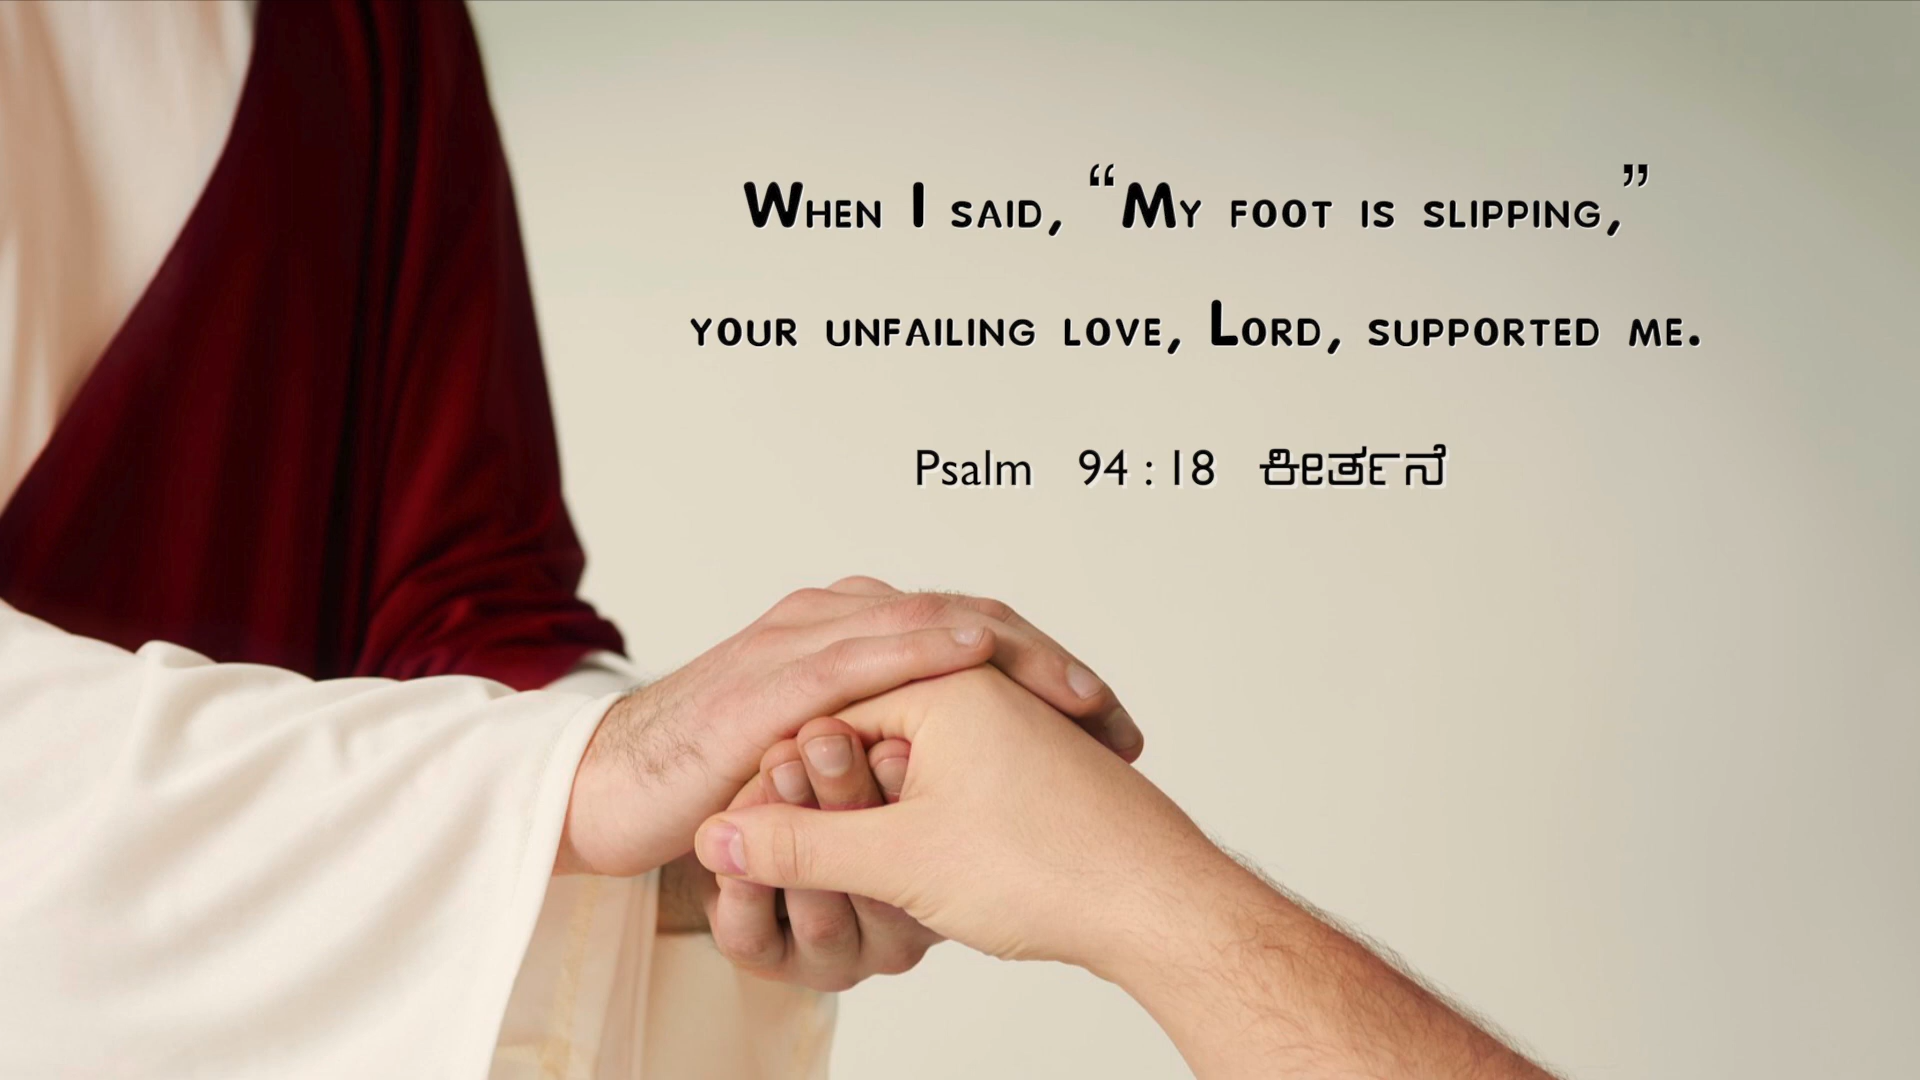 When I said, “My foot is slipping,”
your unfailing love, Lord, supported me.
Psalm 94 : 18 ಕೀರ್ತನೆ